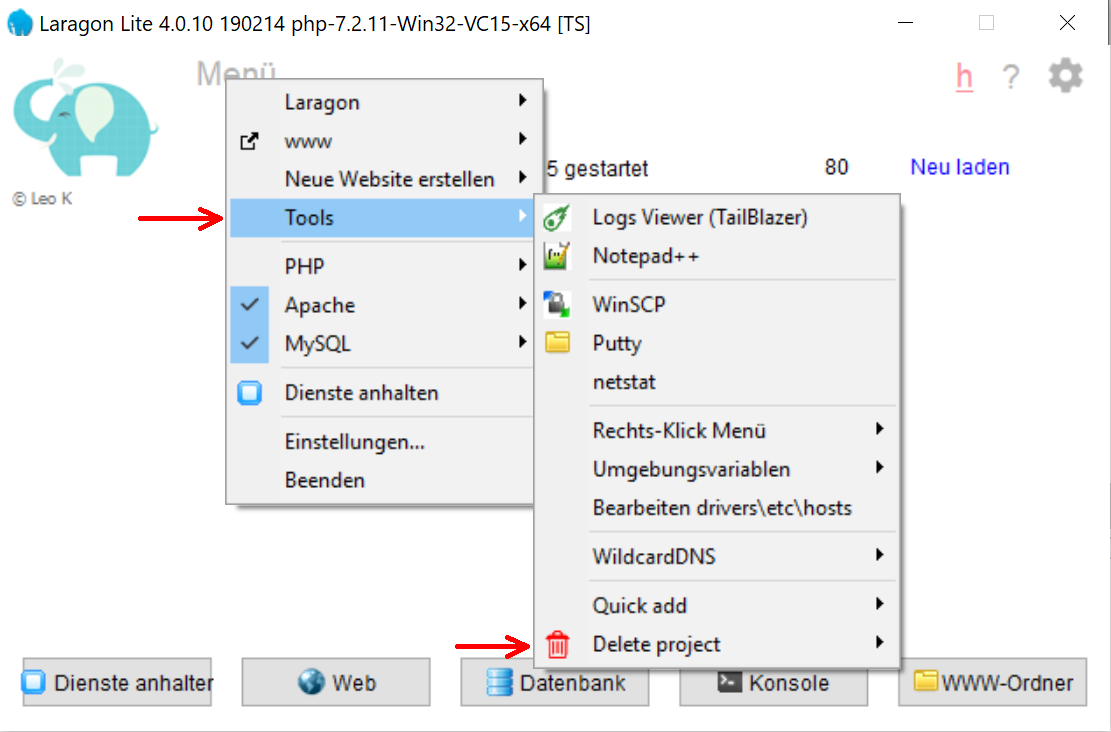 Laragon Lite 4.0.10 190214 php-7.2.11-Win32-VC15-x64 [TS]
Menü
h ?
© Leo K
5 gestartet 80 Neu laden
Laragon
www
Neue Website erstellen
Tools
PHP
Apache
MySQL
Dienste anhalten
Einstellungen...
Beenden
Logs Viewer (TailBlazer)
Notepad++
WinSCP
Putty
netstat
Rechts-Klick Menü
Umgebungsvariablen
Bearbeiten drivers\etc\hosts
WildcardDNS
Quick add
Delete project
Dienste anhalter Web Datenbank Konsole WWW-Ordner